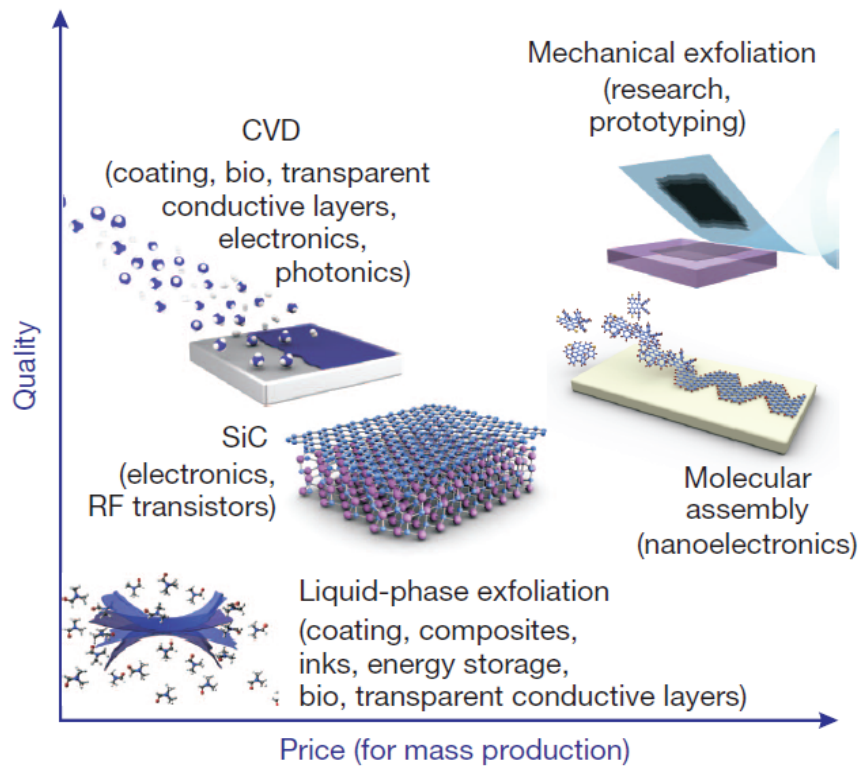 Quality
CVD
(coating, bio, transparent
conductive layers,
electronics,
photonics)
Mechanical exfoliation
(research,
prototyping)
SiC
(electronics,
RF transistors)
Molecular
assembly
(nanoelectronics)
Liquid-phase exfoliation
(coating, composites,
inks, energy storage,
bio, transparent conductive layers)
Price (for mass production)